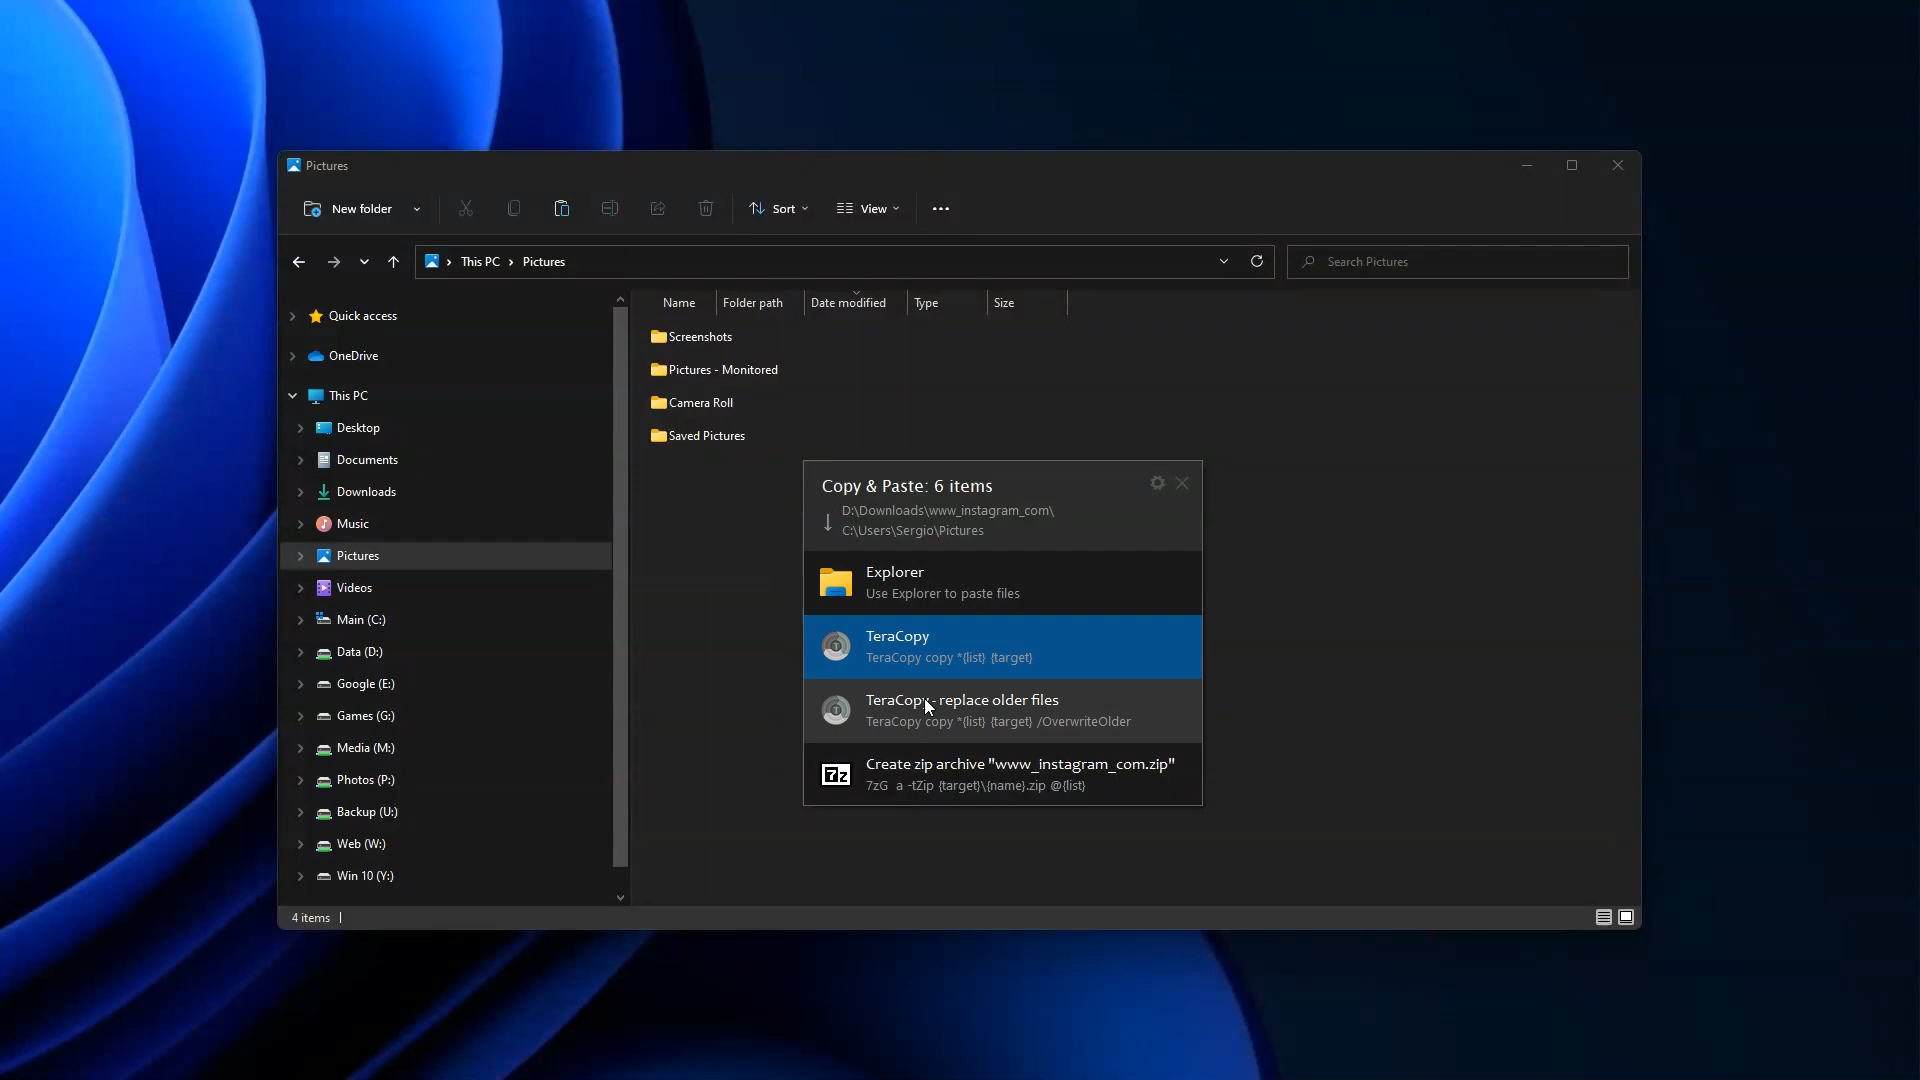 Pictures
New folder
Sort
View
This PC
Pictures
Search Pictures
Quick access
OneDrive
This PC
Desktop
Documents
Downloads
Music
Pictures
Videos
Main (C:)
Data (D:)
Google (E:)
Games (G:)
Media (M:)
Photos (P:)
Backup (U:)
Web (W:)
Win 10 (Y:)
Name Folder path Date modified Type Size
Screenshots
Pictures - Monitored
Camera Roll
Saved Pictures
Copy & Paste: 6 items
D:\Downloads\www_instagram_com\
C:\Users\Sergio\Pictures
Explorer
Use Explorer to paste files
TeraCopy
TeraCopy copy *{list} {target}
TeraCopy - replace older files
TeraCopy copy *{list} {target} /OverwriteOlder
7z
Create zip archive "www_instagram_com.zip"
7zG a -tZip {target}\{name}.zip @{list}
4 items